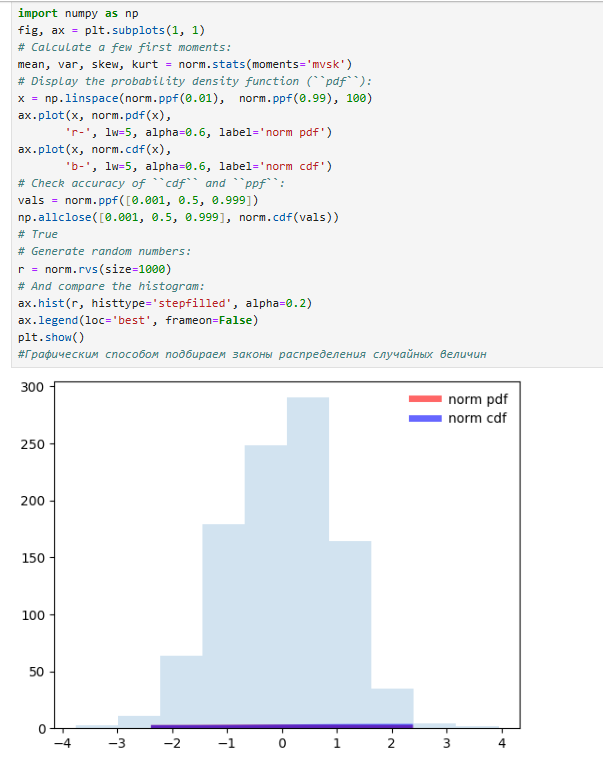 import numpy as np
fig, ax = plt.subplots(1, 1)
# Calculate a few first moments:
mean, var, skew, kurt = norm.stats(moments='mvsk')
# Display the probability density function (``pdf``):
x = np.linspace(norm.ppf(0.01),  norm.ppf(0.99), 100)
ax.plot(x, norm.pdf(x),
       'r-', lw=5, alpha=0.6, label='norm pdf')
ax.plot(x, norm.cdf(x),
       'b-', lw=5, alpha=0.6, label='norm cdf')
# Check accuracy of ``cdf`` and ``ppf``:
vals = norm.ppf([0.001, 0.5, 0.999])
np.allclose([0.001, 0.5, 0.999], norm.cdf(vals))
# True
# Generate random numbers:
r = norm.rvs(size=1000)
# And compare the histogram:
ax.hist(r, histtype='stepfilled', alpha=0.2)
ax.legend(loc='best', frameon=False)
plt.show()
#Графическим способом подбираем законы распределения случайных величин
300
norm pdf
norm cdf
250
200
150
100
50
0
−4 −3 −2 −1 0 1 2 3 4